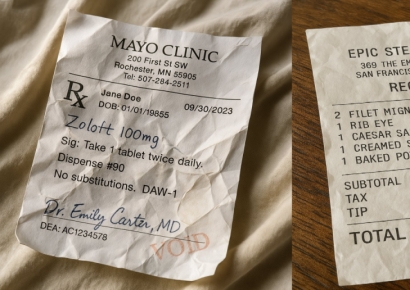 MAYO CLINIC
200 First St SW
Rochester, MN 55905
Tel: 507-284-2511
Rx Jane Doe 09/30/2023
DOB: 01/01/19855
Zoloft 100mg
Sig: Take 1 tablet twice daily.
Dispense #90
No substitutions. DAW-1
Dr. Emily Carter, MD
DEA: AC1234578
VOID
EPIC STE
369 THE EM
SAN FRANCISC
REC
2 FILET MIGN
1 RIB EYE
1 CAESAR SA
1 CREAMED S
1 BAKED PO
SUBTOTAL
TAX
TIP
TOTAL